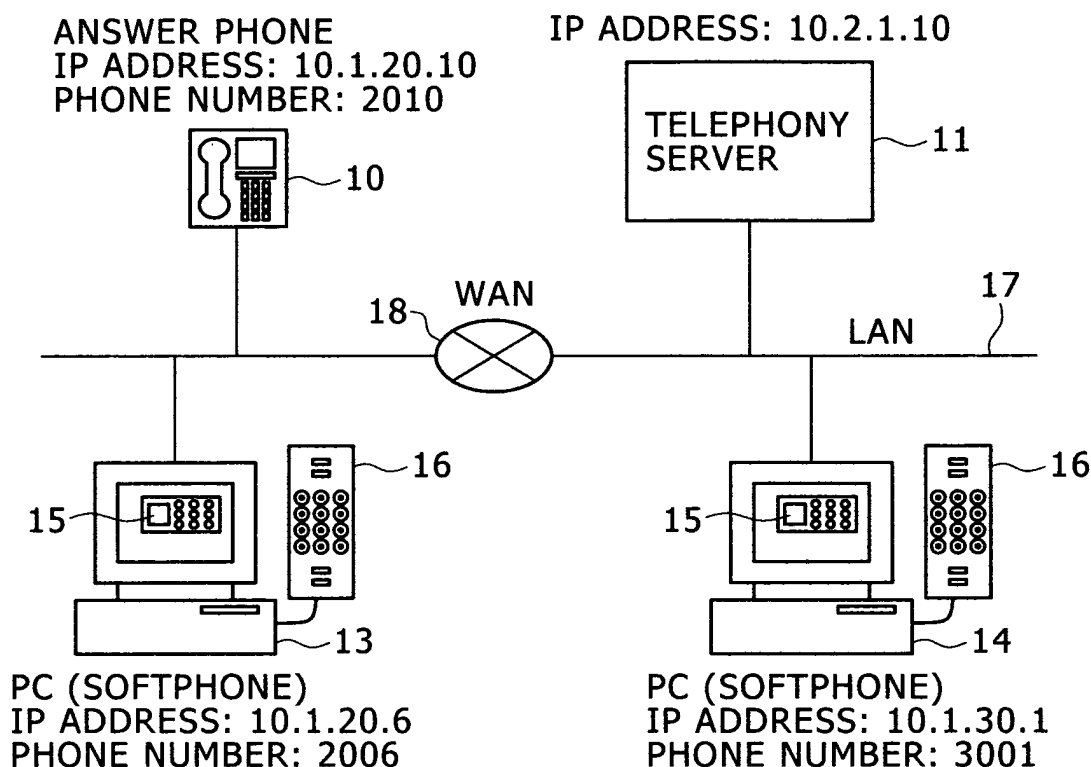 ANSWER PHONE
IP ADDRESS: 10.1.20.10
PHONE NUMBER: 2010
10
IP ADDRESS: 10.2.1.10
TELEPHONY
SERVER
11
WAN
18
LAN
17
15
16
13
PC (SOFTPHONE)
IP ADDRESS: 10.1.20.6
PHONE NUMBER: 2006
15
16
14
PC (SOFTPHONE)
IP ADDRESS: 10.1.30.1
PHONE NUMBER: 3001